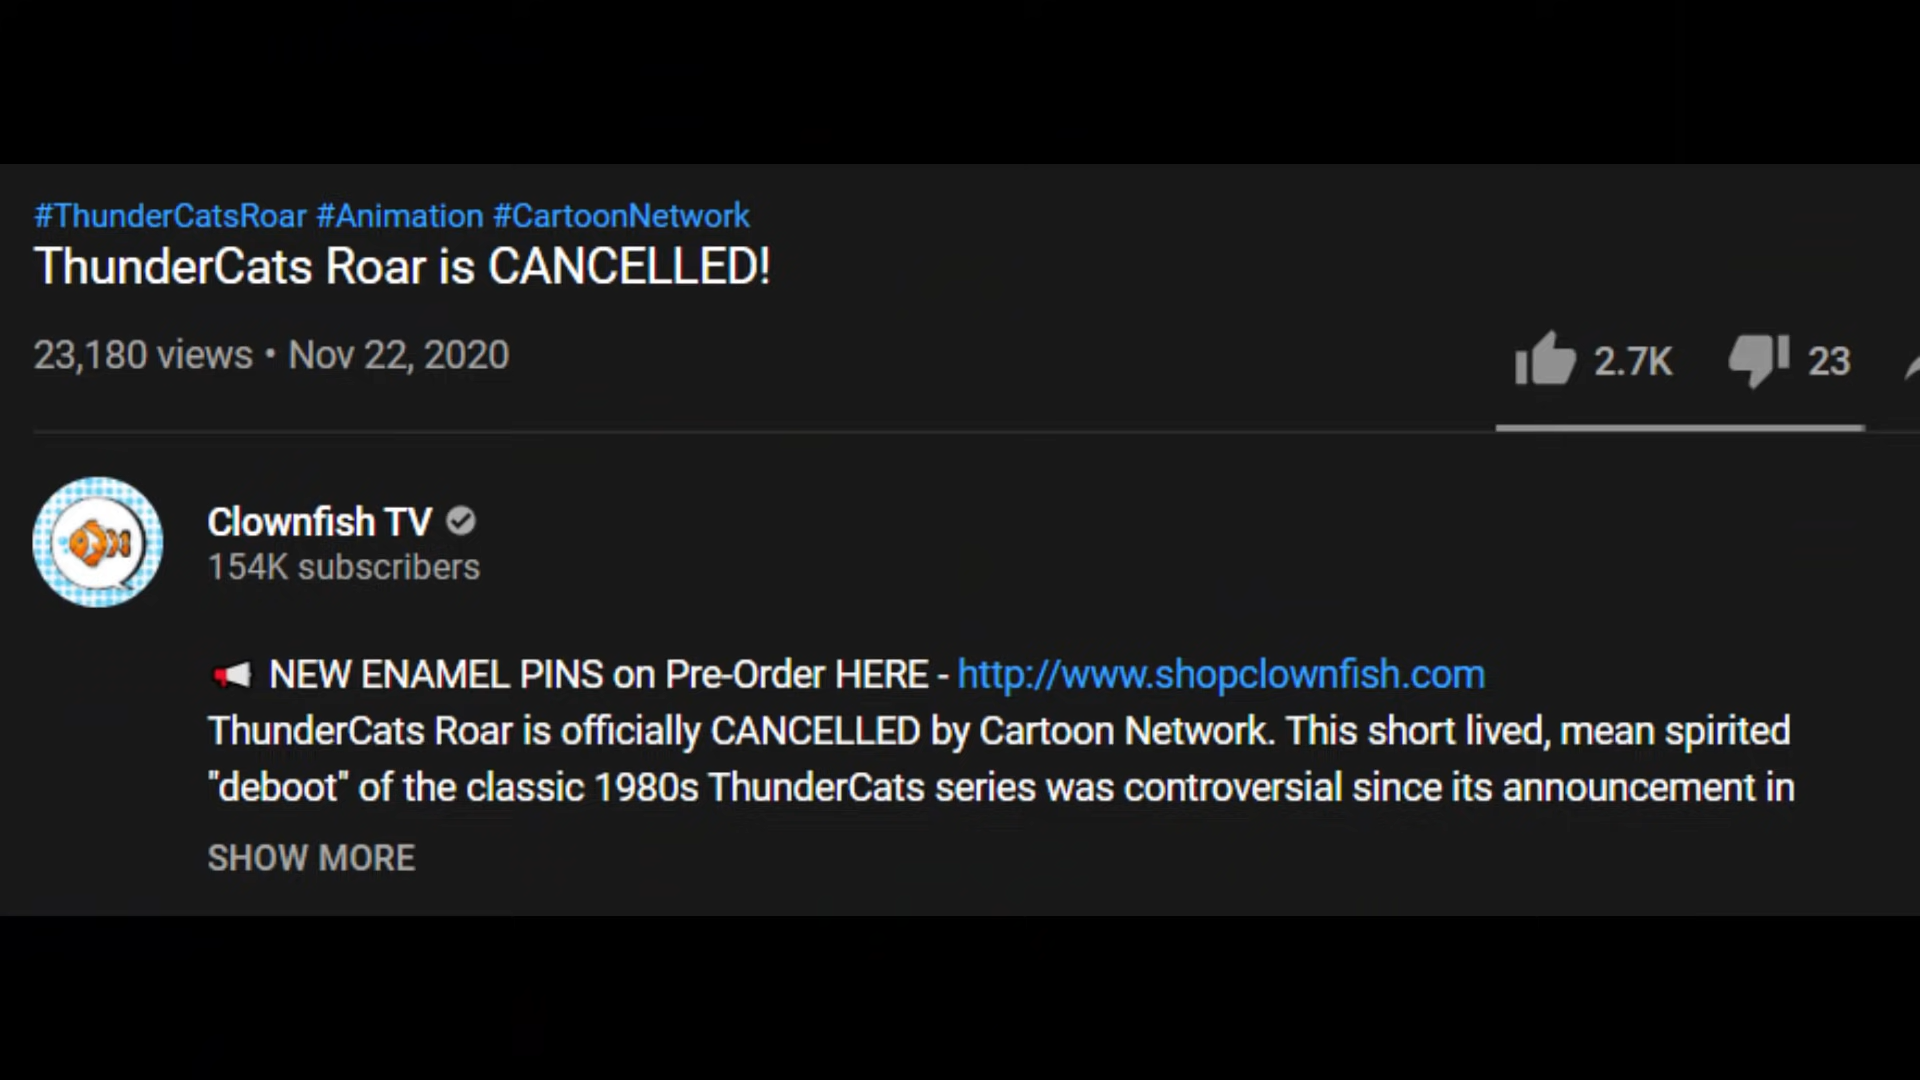 #ThunderCatsRoar #Animation #CartoonNetwork
ThunderCats Roar is CANCELLED!
23,180 views • Nov 22, 2020
2.7K
23
Clownfish TV
154K subscribers
NEW ENAMEL PINS on Pre-Order HERE - http://www.shopclownfish.com
ThunderCats Roar is officially CANCELLED by Cartoon Network. This short lived, mean spirited
"deboot" of the classic 1980s ThunderCats series was controversial since its announcement in
SHOW MORE